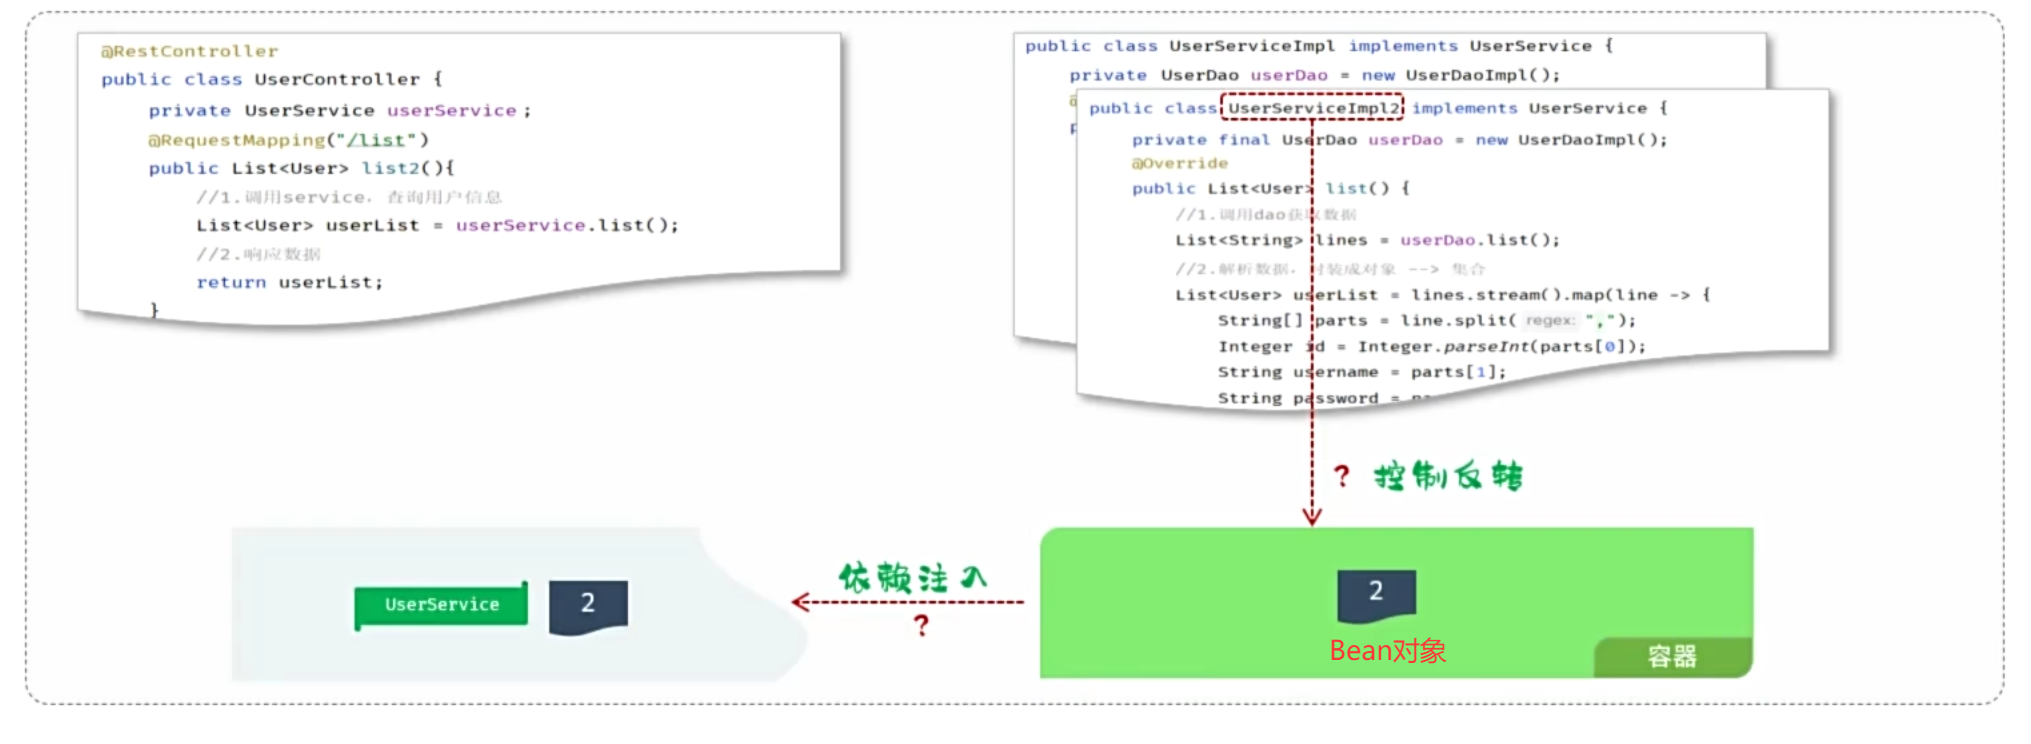 @RestController
public class UserController {
private UserService userService ;
@RequestMapping("/list")
public List<User> list2(){
//1.调用service，查询用户信息
List<User> userList = userService.list();
//2.响应数据
return userList;
}
public class UserServiceImpl implements UserService {
private UserDao userDao = new UserDaoImpl();
public class UserServiceImpl2 implements UserService {
private final UserDao userDao = new UserDaoImpl();
@Override
public List<User> list() {
//1.调用dao获取数据
List<String> lines = userDao.list();
//2.解析数据，封装成对象 --> 集合
List<User> userList = lines.stream().map(line -> {
String[] parts = line.split( regex: ",");
Integer id = Integer.parseInt(parts[0]);
String username = parts[1];
String password =
? 控制反转
依赖注入
?
UserService
2
2
Bean对象
容器